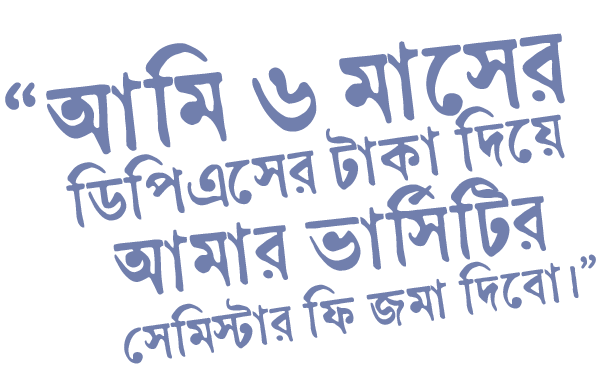 “আমি ৬ মাসের
ডিপিএসের টাকা দিয়ে
আমার ভার্সিটির
সেমিস্টার ফি জমা দিবো।”